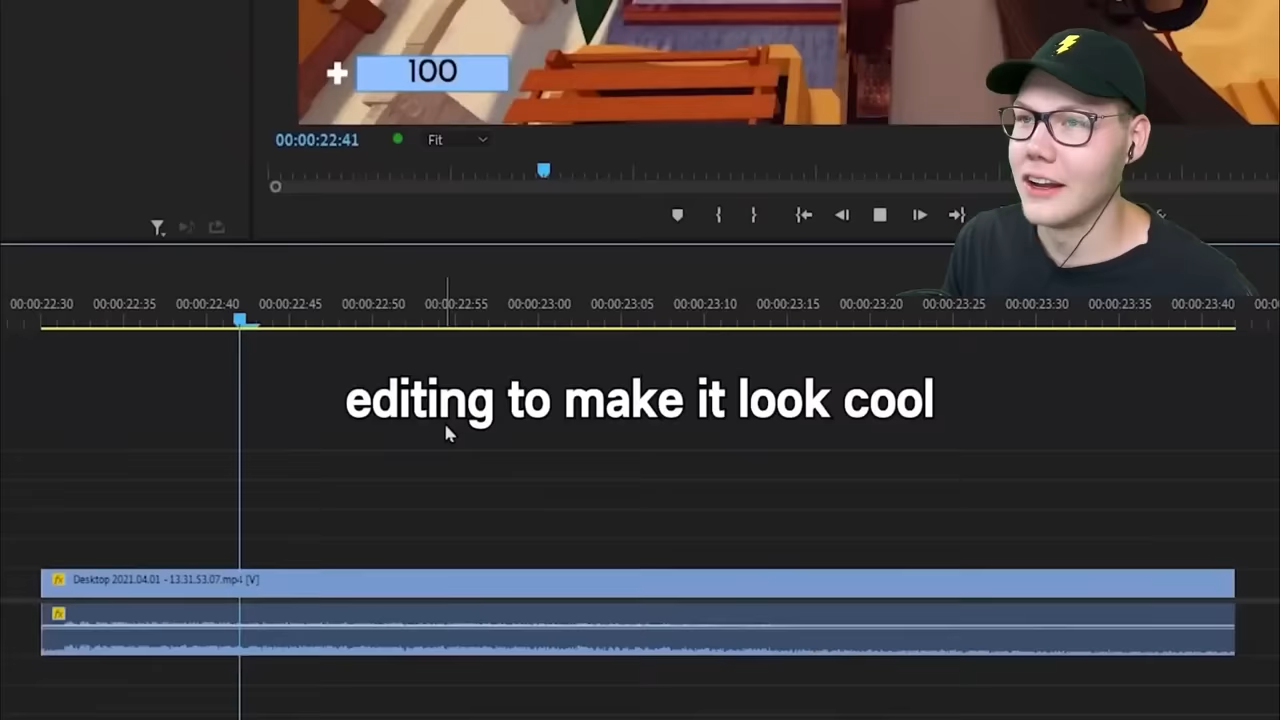 100
00:00:22:41
Fit
00:00:22:30 00:00:22:35 00:00:22:40 00:00:22:45 00:00:22:50 00:00:22:55 00:00:23:00 00:00:23:05 00:00:23:10 00:00:23:15 00:00:23:20 00:00:23:25 00:00:23:30 00:00:23:35 00:00:23:40
editing to make it look cool
fx Desktop 2021.04.01 - 13.31.53.07.mp4 [V]
fx